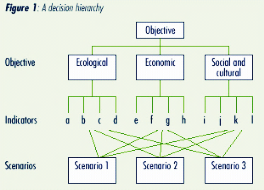 Figure 1: A decision hierarchy
Objective
Objective Ecological Economic Social and cultural
Indicators a b c d e f g h i j k l
Scenarios Scenario 1 Scenario 2 Scenario 3